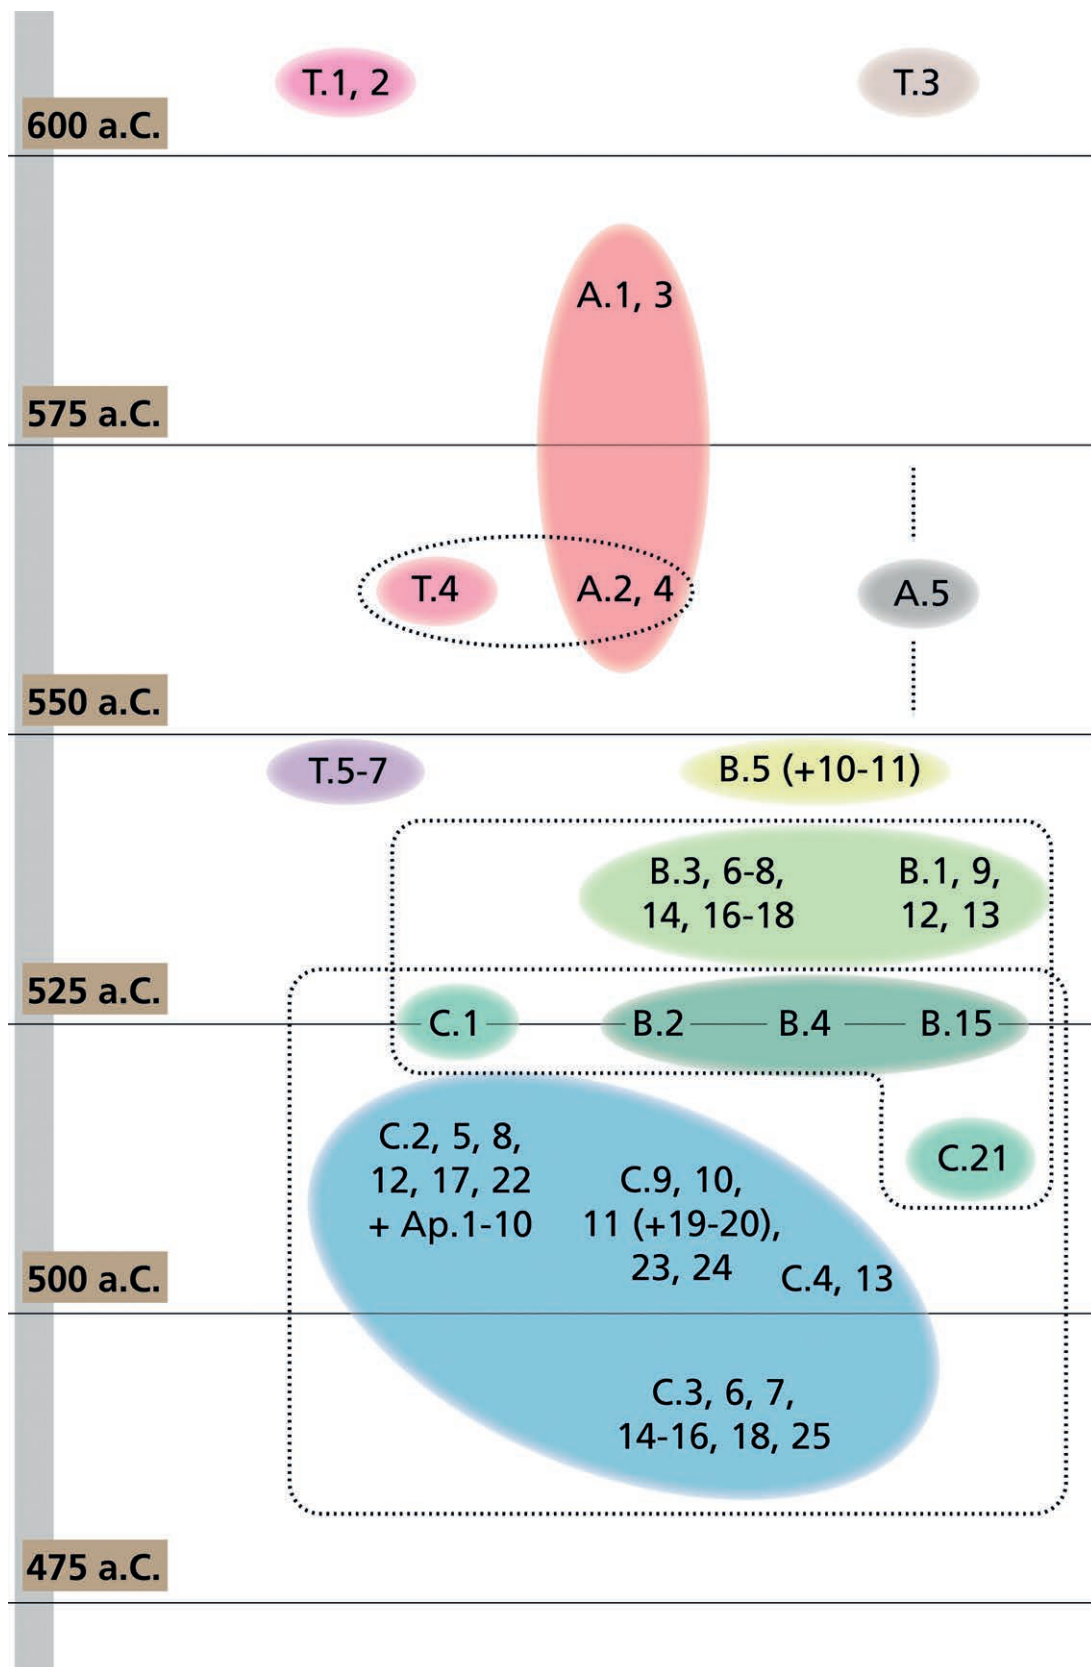 T.1, 2
T.3
600 a.C.
A.1, 3
575 a.C.
T.4
A.2, 4
A.5
550 a.C.
T.5-7
B.5 (+10-11)
B.3, 6-8,
14, 16-18
B.1, 9,
12, 13
525 a.C.
C.1
B.2
B.4
B.15
C.2, 5, 8,
12, 17, 22
+ Ap.1-10
C.9, 10,
11 (+19-20),
23, 24
C.21
C.4, 13
500 a.C.
C.3, 6, 7,
14-16, 18, 25
475 a.C.